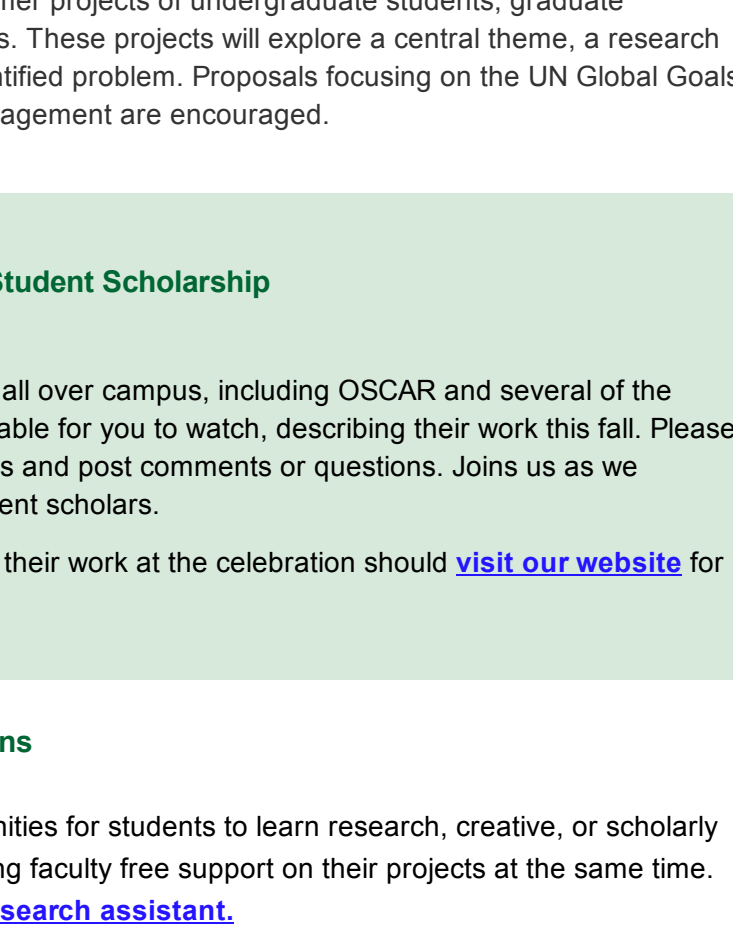 projects of undergraduate students, graduate
s. These projects will explore a central theme, a research
ntified problem. Proposals focusing on the UN Global Goals
agement are encouraged.
Student Scholarship
all over campus, including OSCAR and several of the
able for you to watch, describing their work this fall. Please
s and post comments or questions. Joins us as we
ent scholars.
their work at the celebration should visit our website for
ns
nities for students to learn research, creative, or scholarly
ng faculty free support on their projects at the same time.
search assistant.